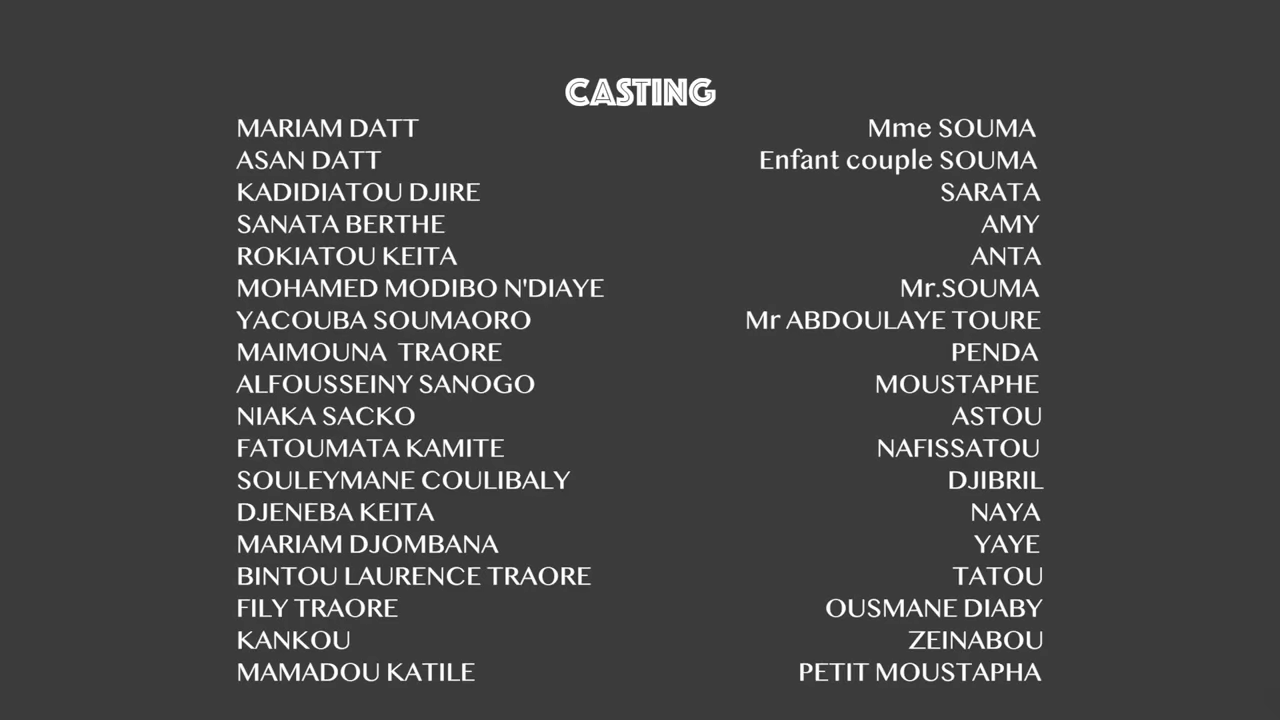 CASTING
MARIAM DATT Mme SOUMA
ASAN DATT Enfant couple SOUMA
KADIDIATOU DJIRE SARATA
SANATA BERTHE AMY
ROKIATOU KEITA ANTA
MOHAMED MODIBO N'DIAYE Mr.SOUMA
YACOUBA SOUMAORO Mr ABDOULAYE TOURE
MAIMOUNA TRAORE PENDA
ALFOUSSEINY SANOGO MOUSTAPHE
NIAKA SACKO ASTOU
FATOUMATA KAMITE NAFISSATOU
SOULEYMANE COULIBALY DJIBRIL
DJENEBA KEITA NAYA
MARIAM DJOMBANA YAYE
BINTOU LAURENCE TRAORE TATOU
FILY TRAORE OUSMANE DIABY
KANKOU ZEINABOU
MAMADOU KATILE PETIT MOUSTAPHA